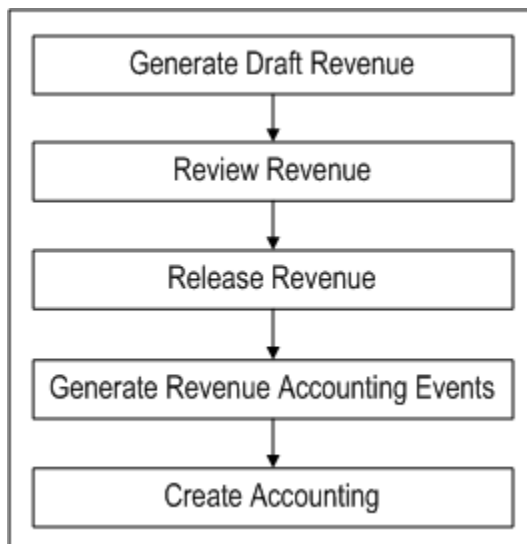 Generate Draft Revenue
Review Revenue
Release Revenue
Generate Revenue Accounting Events
Create Accounting